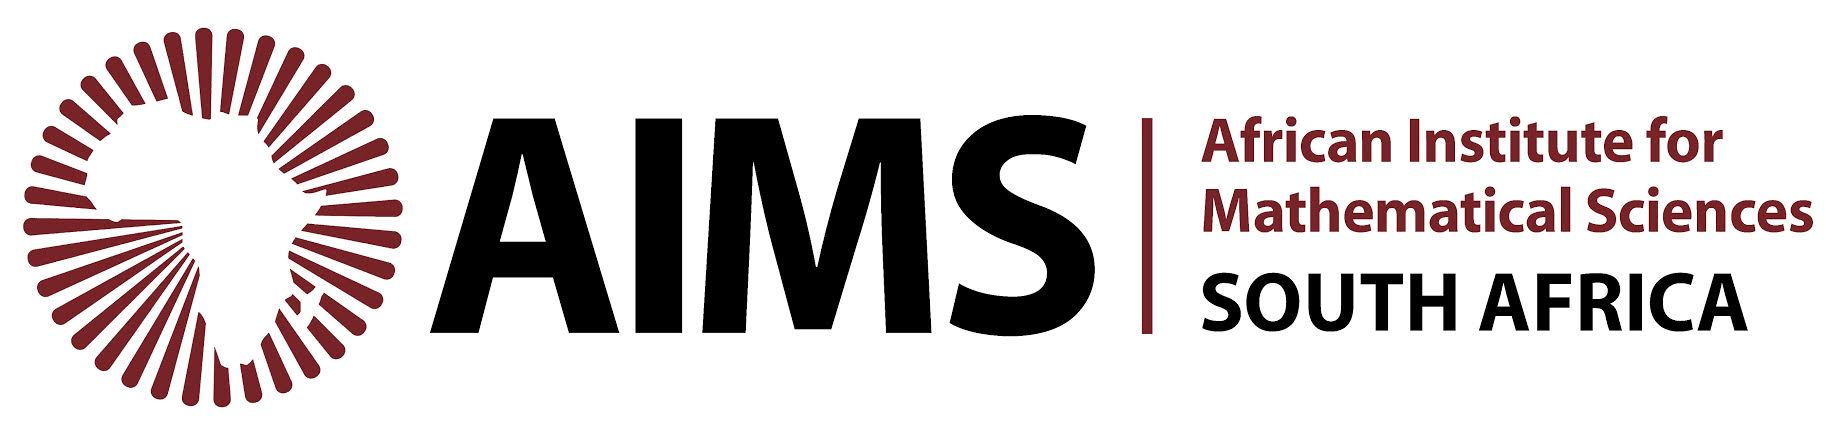 AIMS
African Institute for
Mathematical Sciences
SOUTH AFRICA